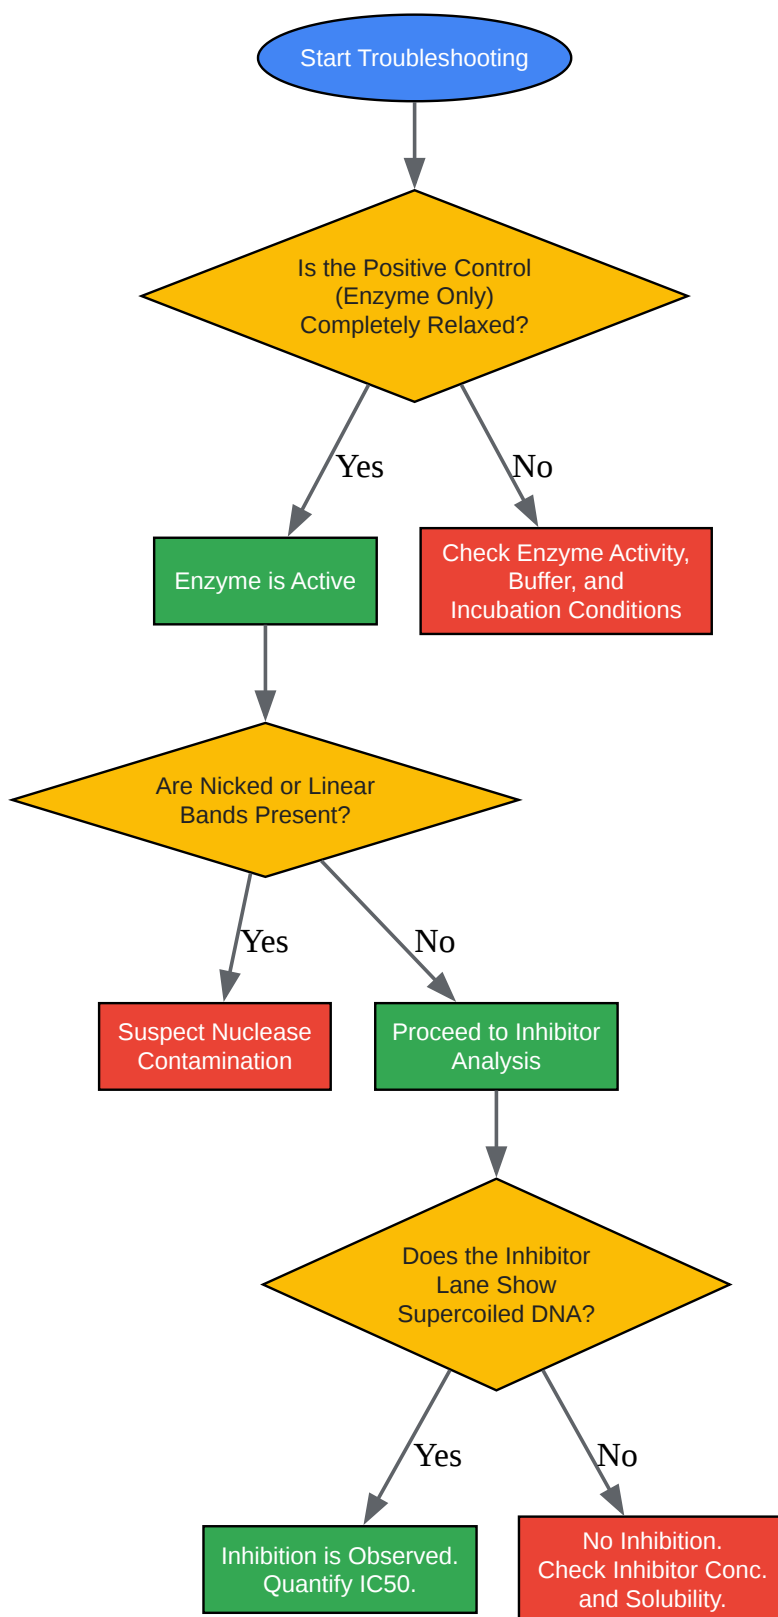 Start Troubleshooting
Is the Positive Control
(Enzyme Only)
Completely Relaxed?
Yes
No
Enzyme is Active
Check Enzyme Activity,
Buffer, and
Incubation Conditions
Are Nicked or Linear
Bands Present?
Yes
No
Suspect Nuclease
Contamination
Proceed to Inhibitor
Analysis
Does the Inhibitor
Lane Show
Supercoiled DNA?
Yes
No
Inhibition is Observed.
Quantify IC50.
No Inhibition.
Check Inhibitor Conc.
and Solubility.